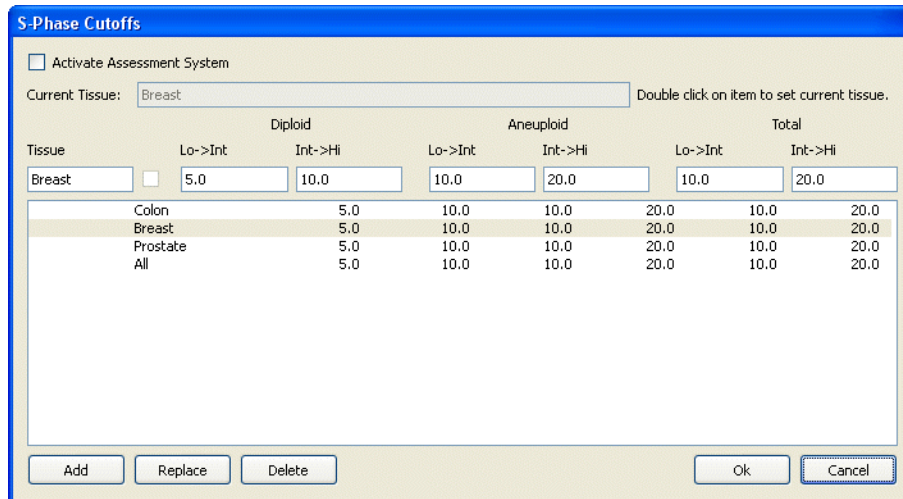 S-Phase Cutoffs
Activate Assessment System
Current Tissue: Breast Double click on item to set current tissue.
Diploid Aneuploid Total
Tissue Lo->Int Int->Hi Lo->Int Int->Hi Lo->Int Int->Hi
Breast 5.0 10.0 10.0 20.0 10.0 20.0
Colon 5.0 10.0 10.0 20.0 10.0 20.0
Breast 5.0 10.0 10.0 20.0 10.0 20.0
Prostate 5.0 10.0 10.0 20.0 10.0 20.0
All 5.0 10.0 10.0 20.0 10.0 20.0
Add Replace Delete Ok Cancel